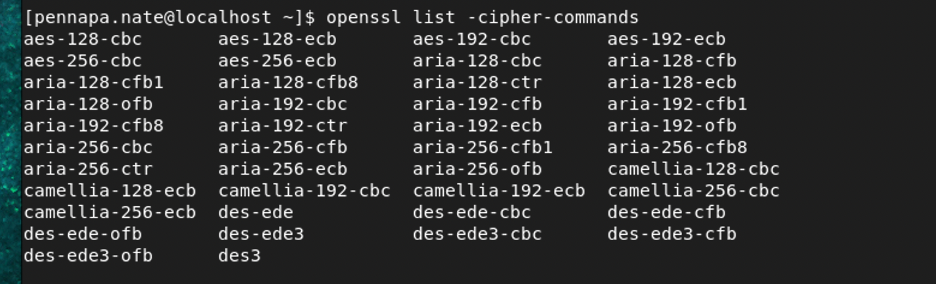 [pennapa.nate@localhost ~]$ openssl list -cipher-commands
aes-128-cbc aes-128-ecb aes-192-cbc aes-192-ecb
aes-256-cbc aes-256-ecb aria-128-cbc aria-128-cfb
aria-128-cfb1 aria-128-cfb8 aria-128-ctr aria-128-ecb
aria-128-ofb aria-192-cbc aria-192-cfb aria-192-cfb1
aria-192-cfb8 aria-192-ctr aria-192-ecb aria-192-ofb
aria-256-cbc aria-256-cfb aria-256-cfb1 aria-256-cfb8
aria-256-ctr aria-256-ecb aria-256-ofb camellia-128-cbc
camellia-128-ecb camellia-192-cbc camellia-192-ecb camellia-256-cbc
camellia-256-ecb des-ede des-ede-cbc des-ede-cfb
des-ede-ofb des-ede3 des-ede3-cbc des-ede3-cfb
des-ede3-ofb des3